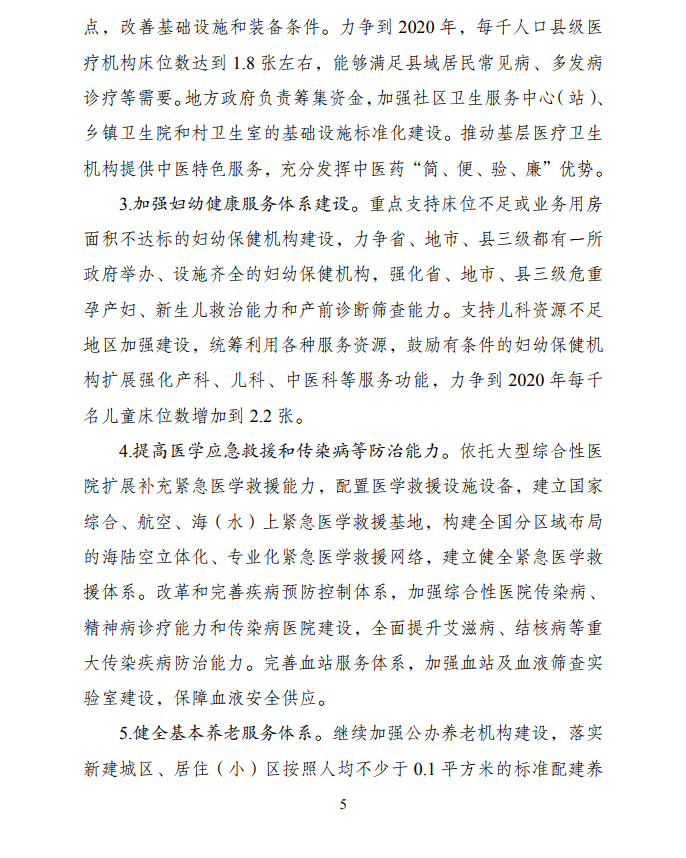 点，改善基础设施和装备条件。力争到 2020 年，每千人口县级医
疗机构床位数达到 1.8 张左右，能够满足县域居民常见病、多发病
诊疗等需要。地方政府负责筹集资金，加强社区卫生服务中心（站）、
乡镇卫生院和村卫生室的基础设施标准化建设。推动基层医疗卫生
机构提供中医特色服务，充分发挥中医药“简、便、验、廉”优势。
3.加强妇幼健康服务体系建设。重点支持床位不足或业务用房
面积不达标的妇幼保健机构建设，力争省、地市、县三级都有一所
政府举办、设施齐全的妇幼保健机构，强化省、地市、县三级危重
孕产妇、新生儿救治能力和产前诊断筛查能力。支持儿科资源不足
地区加强建设，统筹利用各种服务资源，鼓励有条件的妇幼保健机
构扩展强化产科、儿科、中医科等服务功能，力争到 2020 年每千
名儿童床位数增加到 2.2 张。
4.提高医学应急救援和传染病等防治能力。依托大型综合性医
院扩展补充紧急医学救援能力，配置医学救援设施设备，建立国家
综合、航空、海（水）上紧急医学救援基地，构建全国分区域布局
的海陆空立体化、专业化紧急医学救援网络，建立健全紧急医学救
援体系。改革和完善疾病预防控制体系，加强综合性医院传染病、
精神病诊疗能力和传染病医院建设，全面提升艾滋病、结核病等重
大传染疾病防治能力。完善血站服务体系，加强血站及血液筛查实
验室建设，保障血液安全供应。
5.健全基本养老服务体系。继续加强公办养老机构建设，落实
新建城区、居住（小）区按照人均不少于 0.1 平方米的标准配建养
5